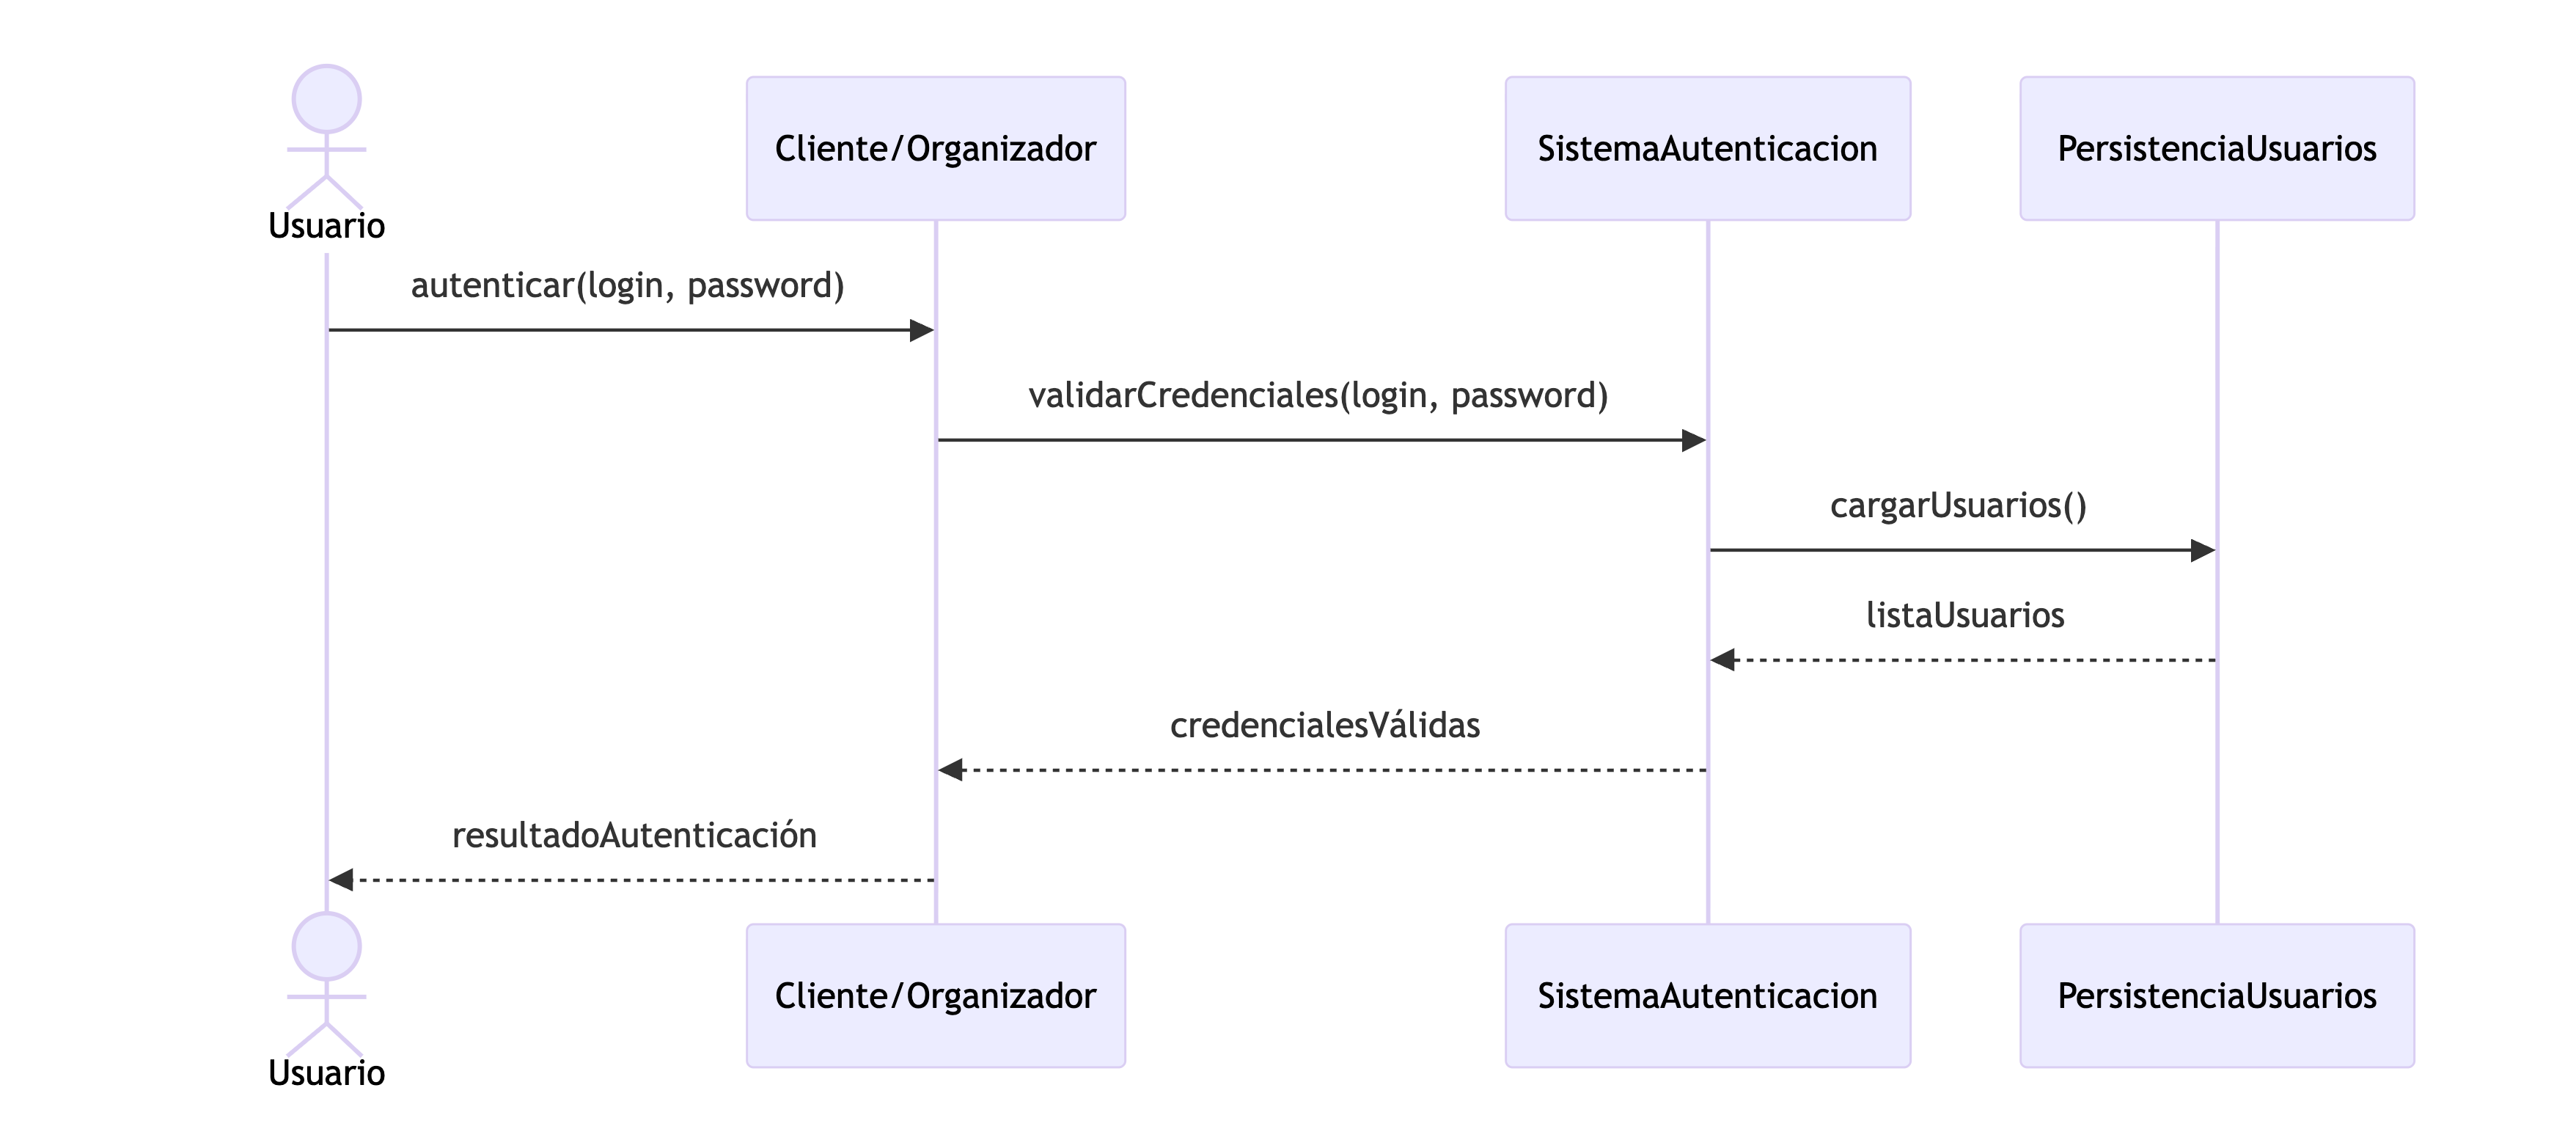 Usuario
Cliente/Organizador
SistemaAutenticacion
PersistenciaUsuarios
autenticar(login, password)
validarCredenciales(login, password)
cargarUsuarios()
listaUsuarios
credencialesVálidas
resultadoAutenticación
Usuario
Cliente/Organizador
SistemaAutenticacion
PersistenciaUsuarios